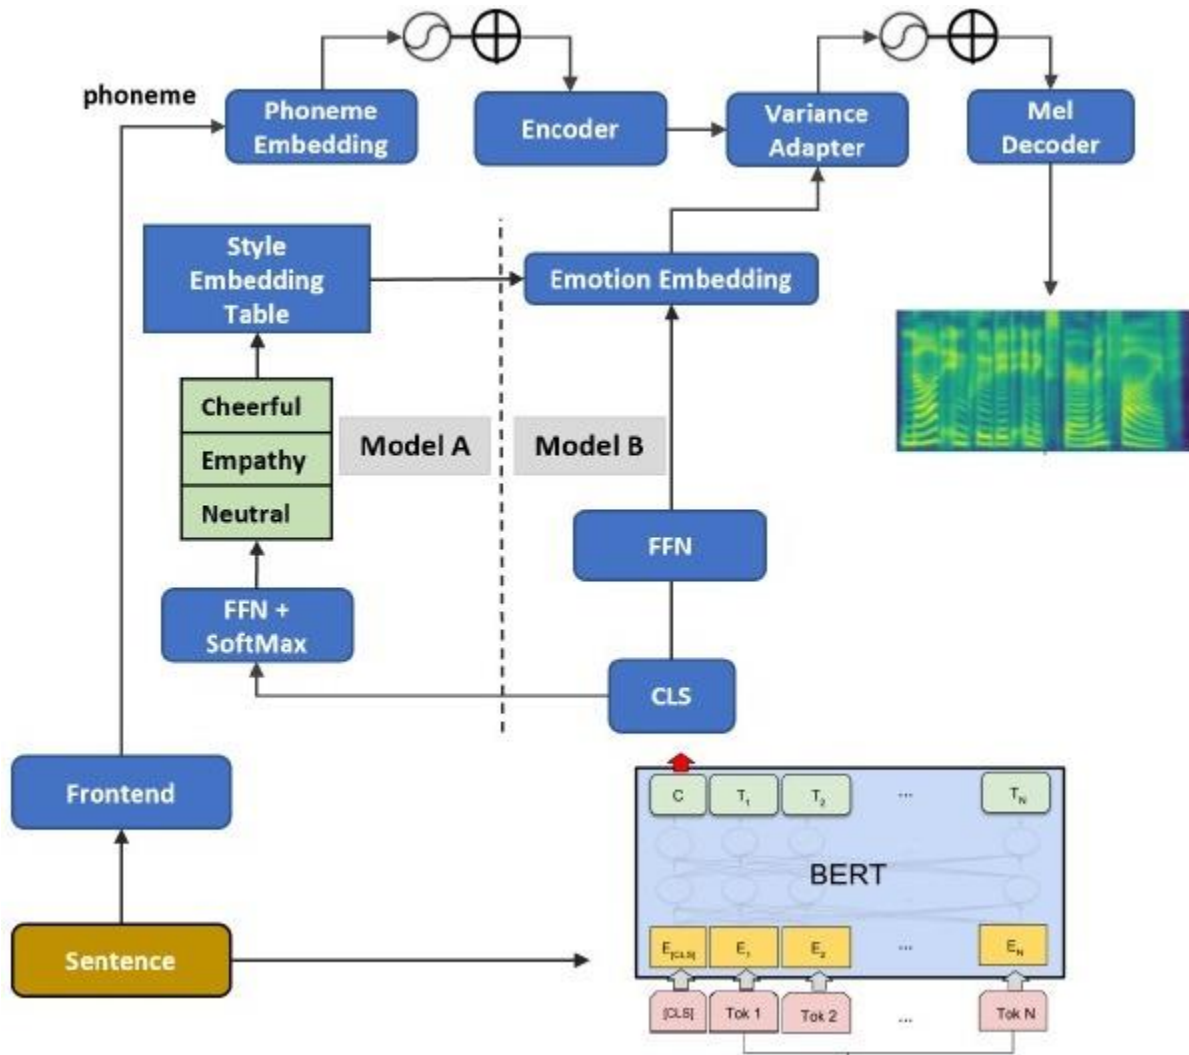 phoneme
Phoneme
Embedding
Encoder
Variance
Adapter
Mel
Decoder
Style
Embedding
Table
Emotion Embedding
Cheerful
Empathy
Neutral
Model A
Model B
FFN
FFN +
SoftMax
CLS
Frontend
Sentence
C
T1
T2
...
TN
BERT
E[CLS]
E1
E2
...
EN
[CLS]
Tok 1
Tok 2
...
Tok N